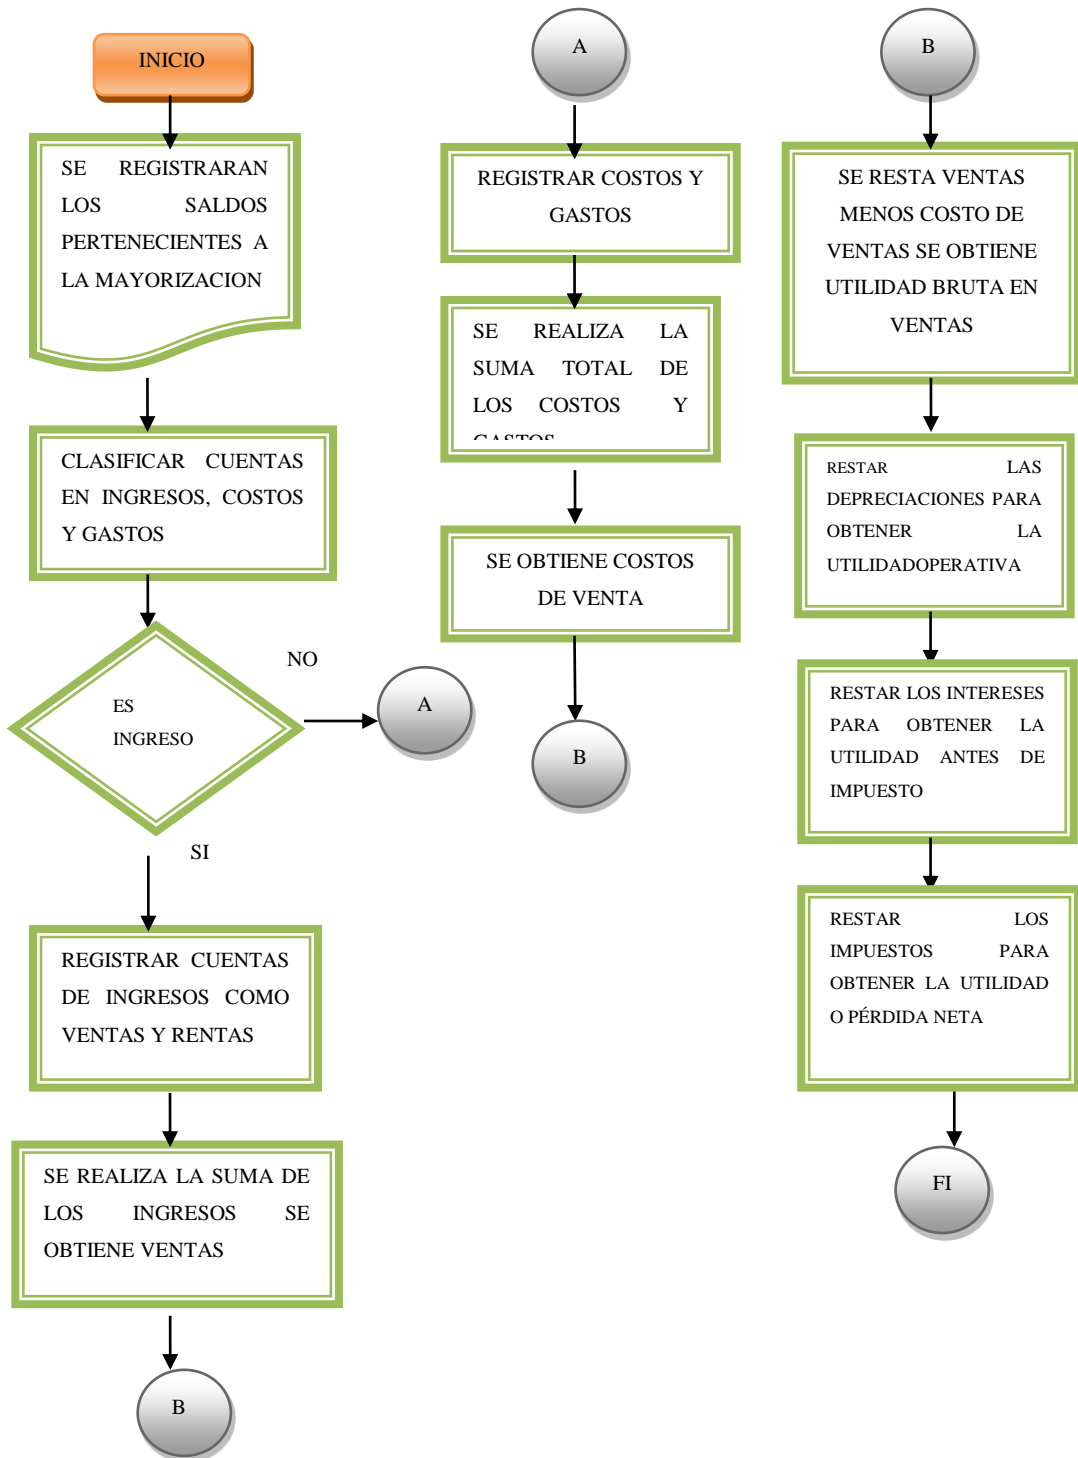 INICIO
SE REGISTRARAN
LOS SALDOS
PERTENECIENTES A
LA MAYORIZACION
CLASIFICAR CUENTAS
EN INGRESOS, COSTOS
Y GASTOS
ES
INGRESO
NO
A
SI
REGISTRAR CUENTAS
DE INGRESOS COMO
VENTAS Y RENTAS
SE REALIZA LA SUMA DE
LOS INGRESOS SE
OBTIENE VENTAS
B
A
REGISTRAR COSTOS Y
GASTOS
SE REALIZA LA
SUMA TOTAL DE
LOS COSTOS Y
GASTOS
SE OBTIENE COSTOS
DE VENTA
B
B
SE RESTA VENTAS
MENOS COSTO DE
VENTAS SE OBTIENE
UTILIDAD BRUTA EN
VENTAS
RESTAR LAS
DEPRECIACIONES PARA
OBTENER LA
UTILIDADOPERATIVA
RESTAR LOS INTERESES
PARA OBTENER LA
UTILIDAD ANTES DE
IMPUESTO
RESTAR LOS
IMPUESTOS PARA
OBTENER LA UTILIDAD
O PÉRDIDA NETA
FI